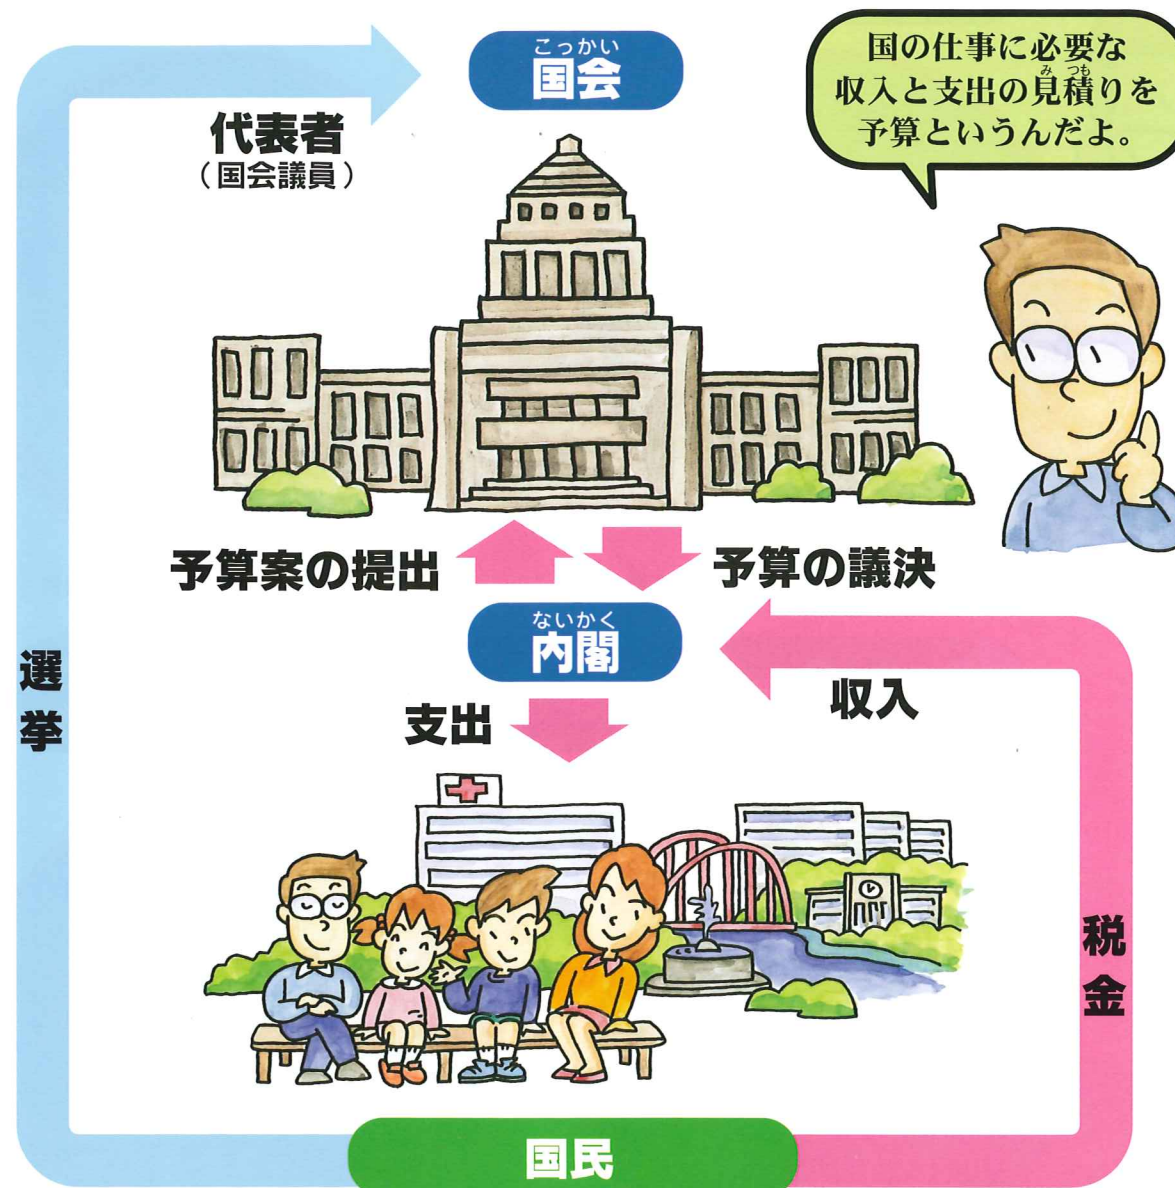 こっかい
国会
国の仕事に必要な
収入と支出の見積りを
みつも
予算というんだよ。
代表者
(国会議員)
予算案の提出
予算の議決
ないかく
内閣
選挙
収入
支出
税金
国民